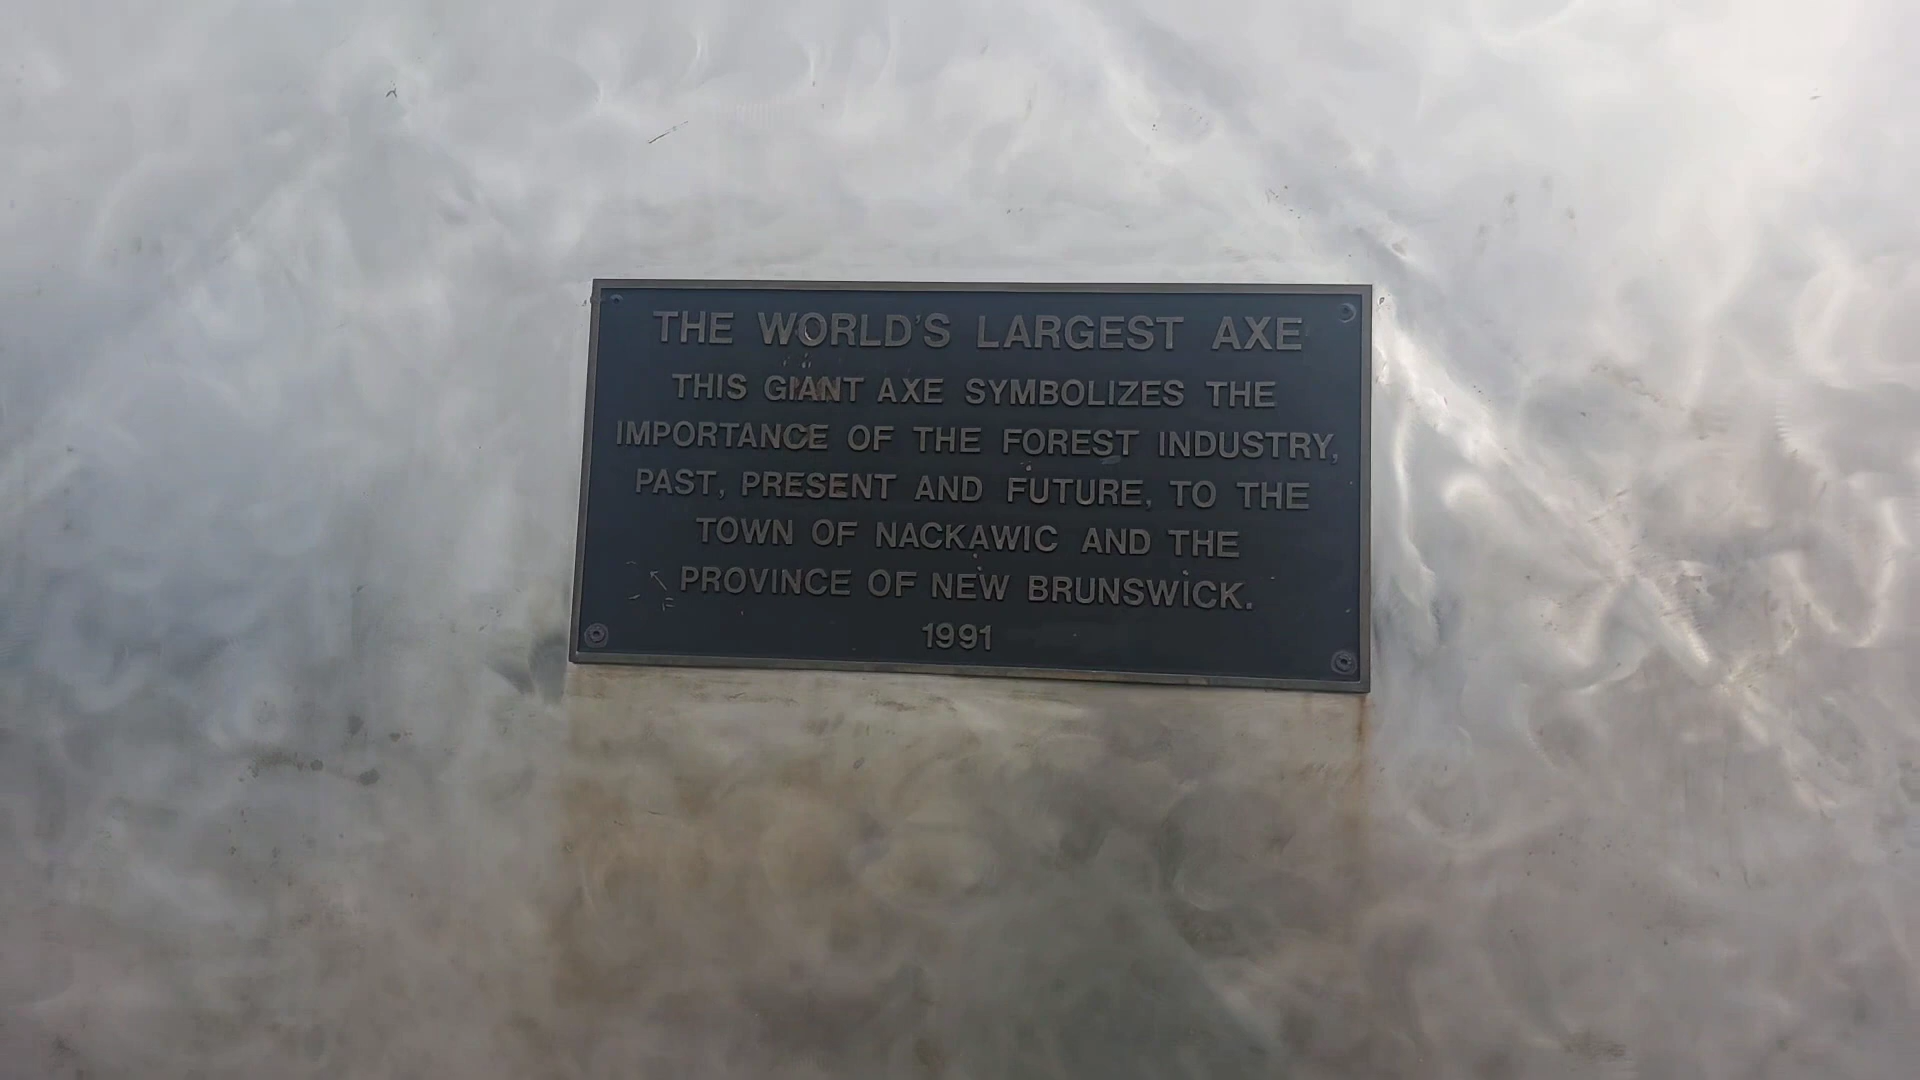 THE WORLD'S LARGEST AXE
THIS GIANT AXE SYMBOLIZES THE
IMPORTANCE OF THE FOREST INDUSTRY,
PAST, PRESENT AND FUTURE, TO THE
TOWN OF NACKAWIC AND THE
PROVINCE OF NEW BRUNSWICK.
1991